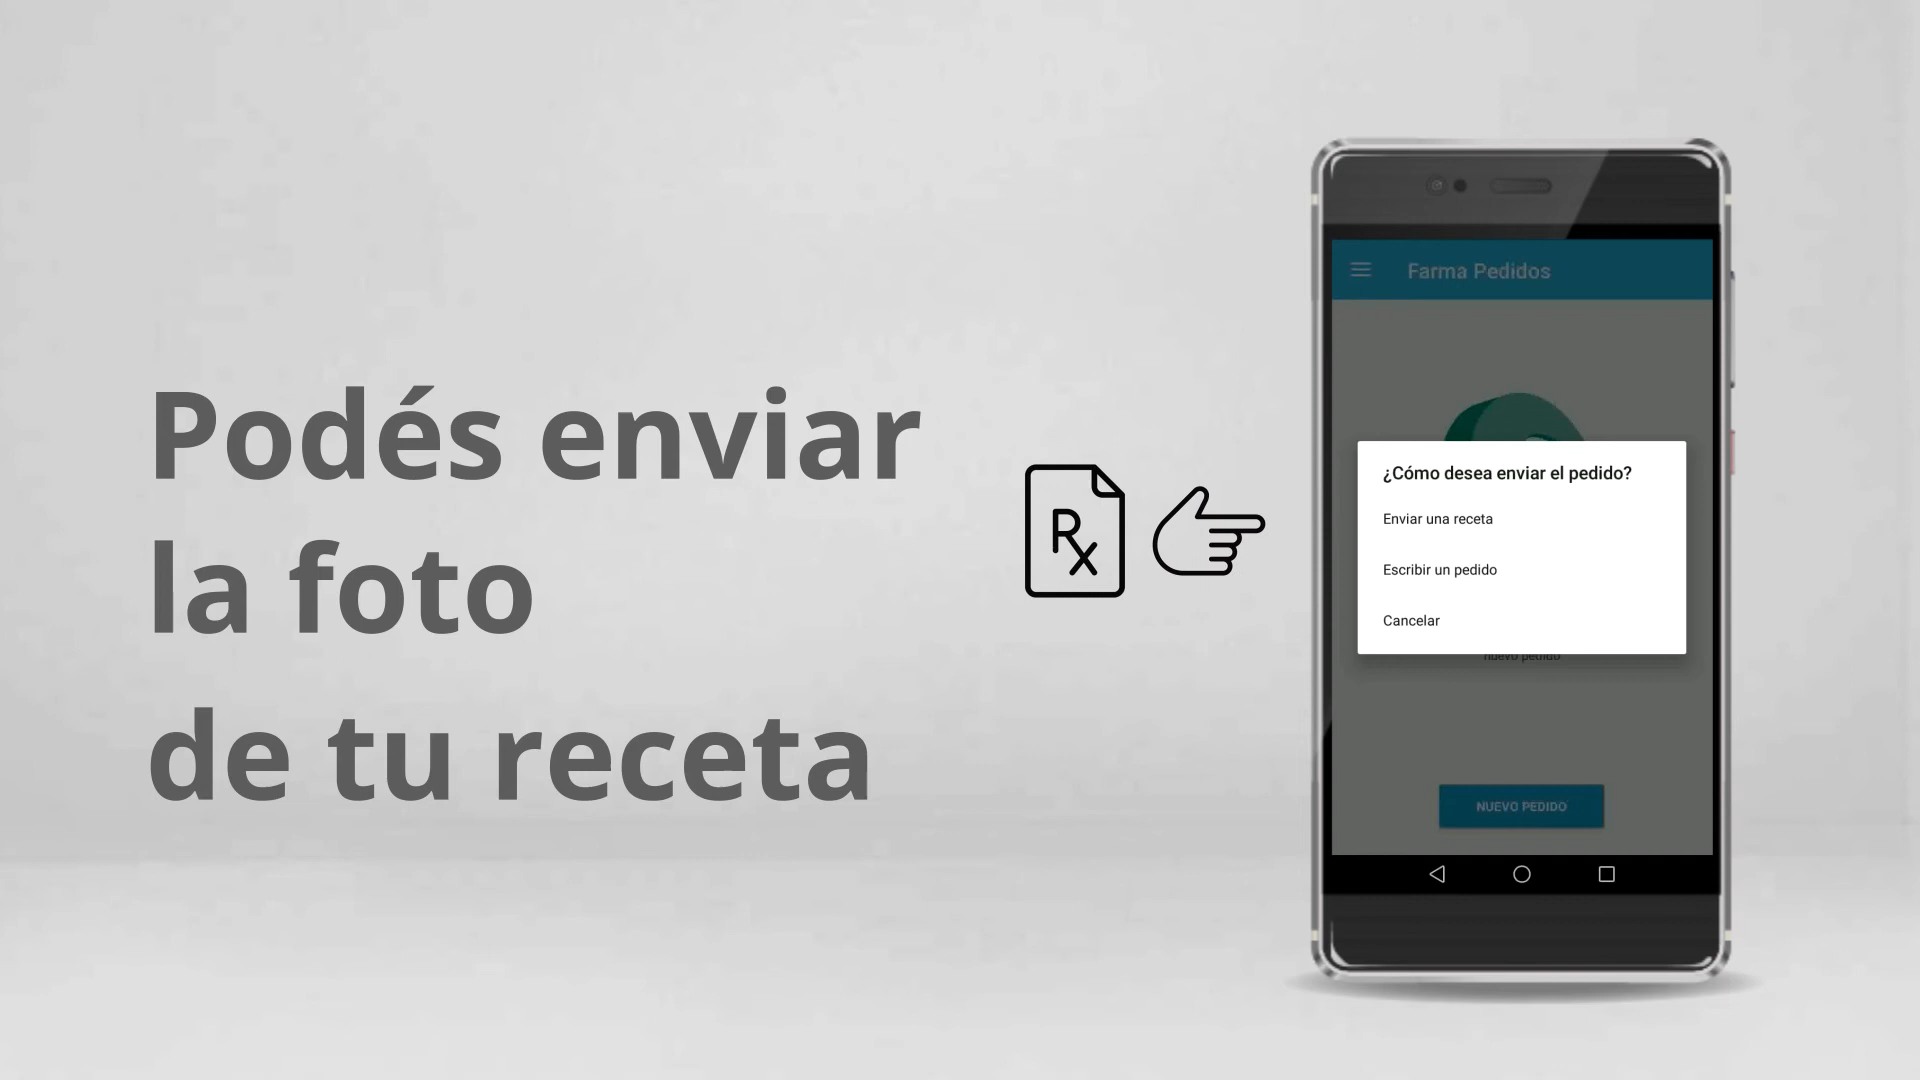 Podés enviar
la foto
de tu receta
Rx
Farma Pedidos
¿Cómo desea enviar el pedido?
Enviar una receta
Escribir un pedido
Cancelar
nuevo pedido
NUEVO PEDIDO